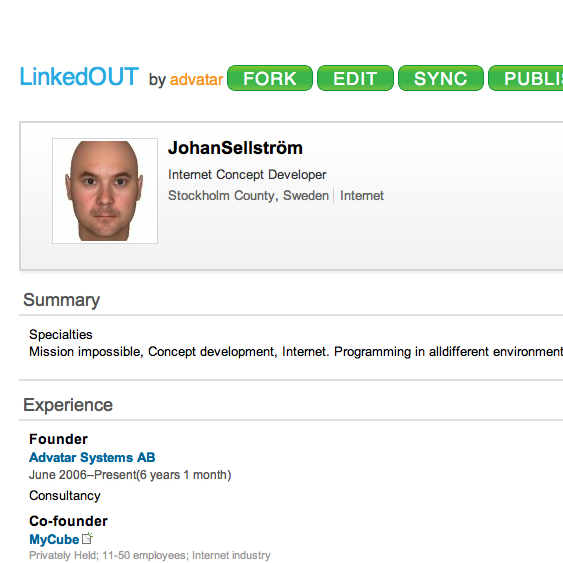 LinkedOUT by advatar FORK EDIT SYNC PUBLIS
JohanSellström
Internet Concept Developer
Stockholm County, Sweden Internet
Summary
Specialties
Mission impossible, Concept development, Internet. Programming in alldifferent environment
Experience
Founder
Advatar Systems AB
June 2006–Present(6 years 1 month)
Consultancy
Co-founder
MyCube
Privately Held; 11-50 employees; Internet industry